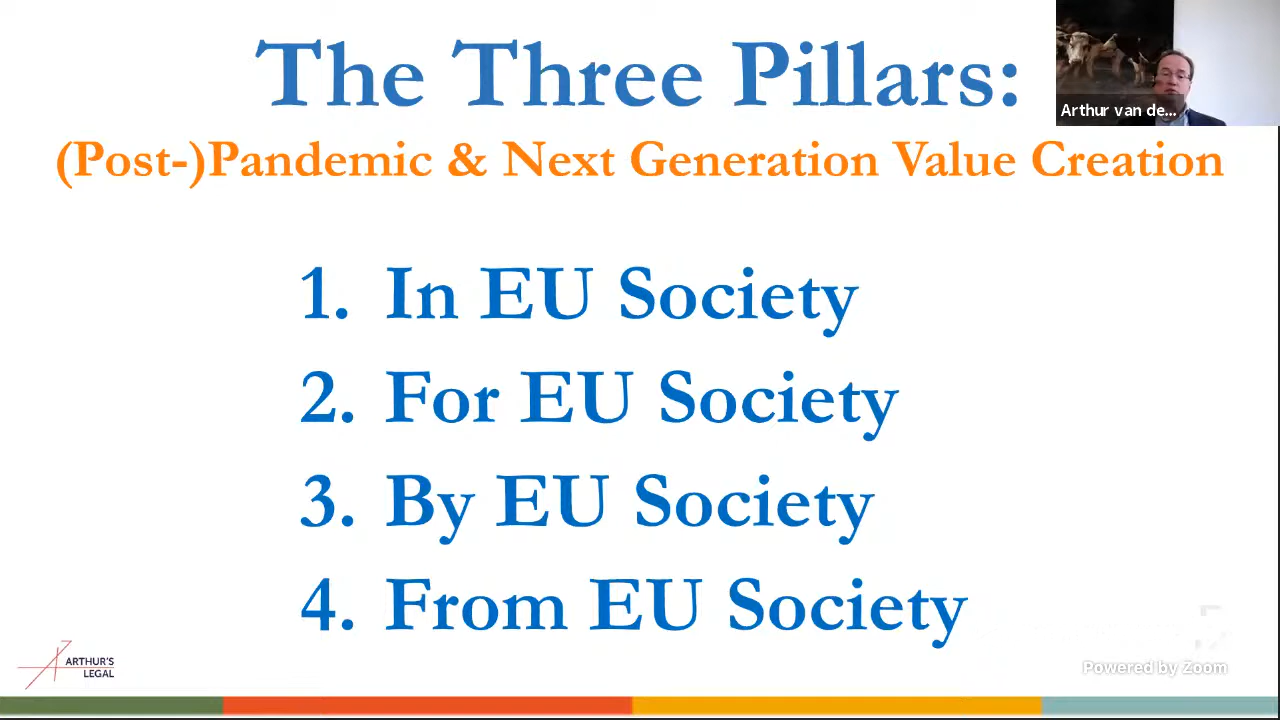 The Three Pillars:
(Post-)Pandemic & Next Generation Value Creation
Arthur van de...
1. In EU Society
2. For EU Society
3. By EU Society
4. From EU Society
ARTHUR'S
LEGAL
Powered by Zoom